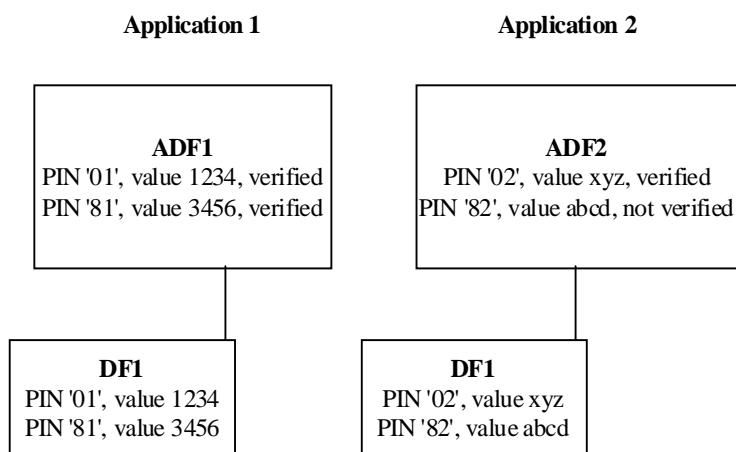 Application 1
Application 2
ADF1
PIN '01', value 1234, verified
PIN '81', value 3456, verified
ADF2
PIN '02', value xyz, verified
PIN '82', value abcd, not verified
DF1
PIN '01', value 1234
PIN '81', value 3456
DF1
PIN '02', value xyz
PIN '82', value abcd